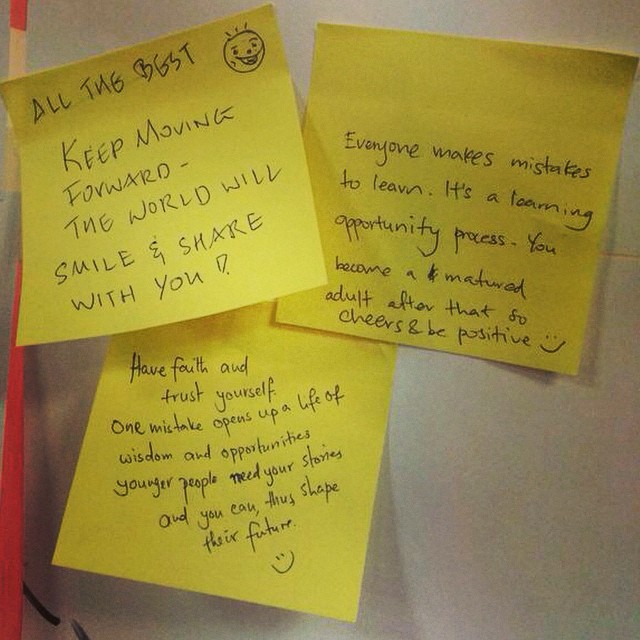 ALL THE BEST
KEEP MOVING
FORWARD -
THE WORLD WILL
SMILE & SHARE
WITH YOU !!
Everyone makes mistakes
to learn. It's a learning
opportunity process. You
become a matured
adult after that so
cheers & be positive
Have faith and
trust yourself.
One mistake opens up a life of
wisdom and opportunities
younger people need your stories
and you can, thus, shape
their future.